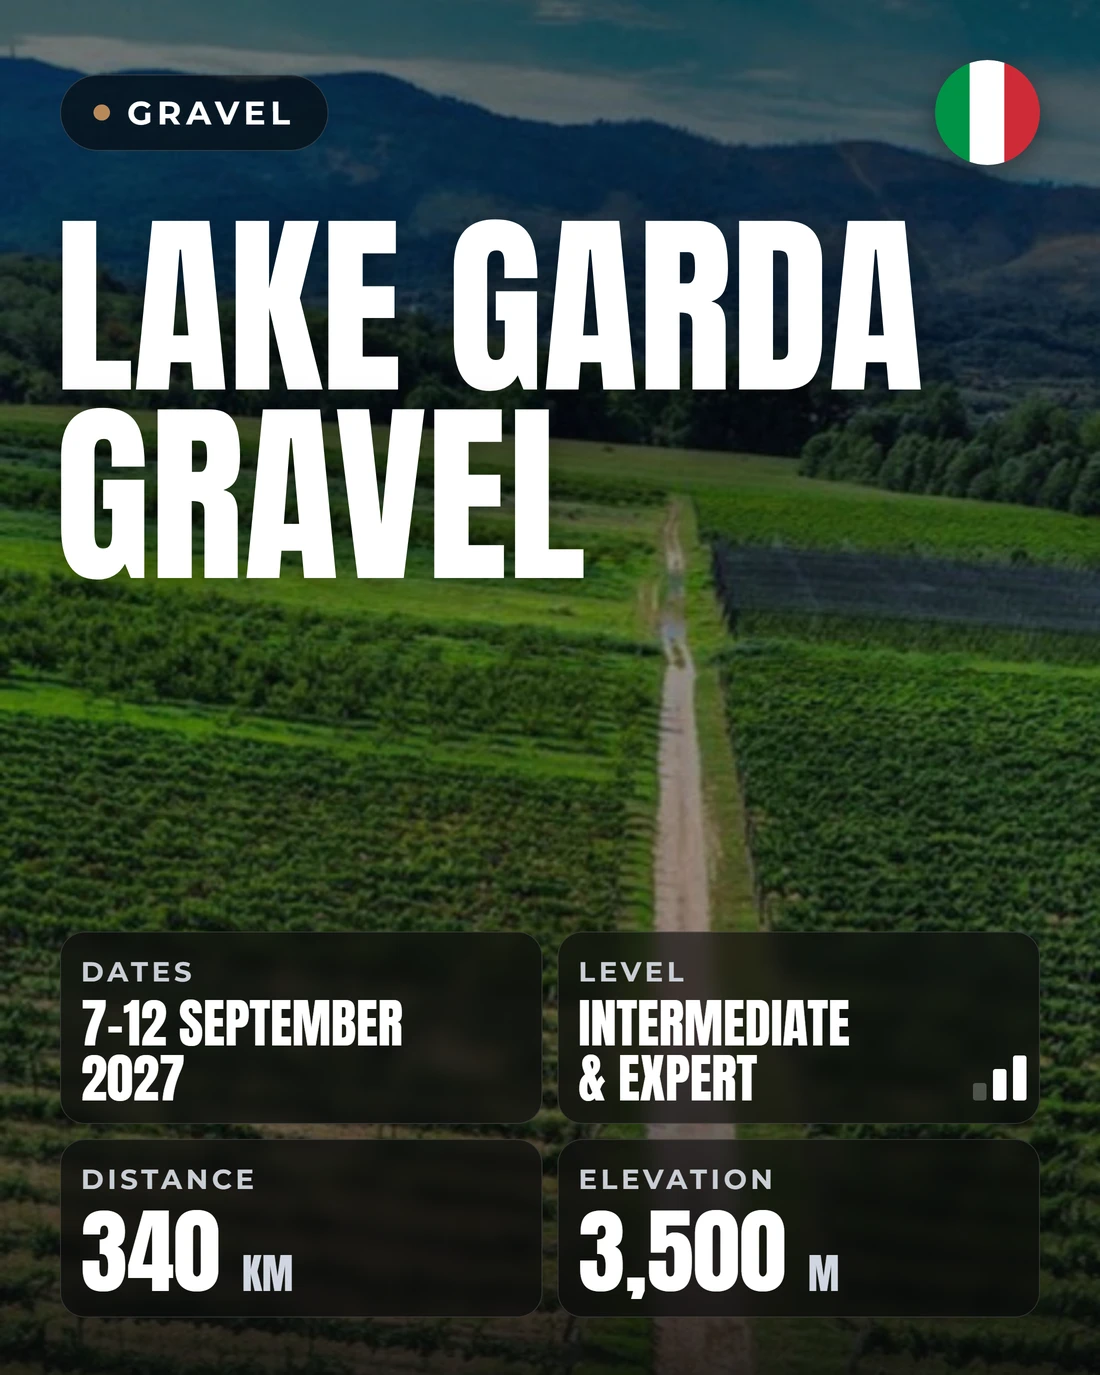 GRAVEL
LAKE GARDA
GRAVEL
DATES
7-12 SEPTEMBER
2027
LEVEL
INTERMEDIATE
& EXPERT
DISTANCE
340 KM
ELEVATION
3,500 M